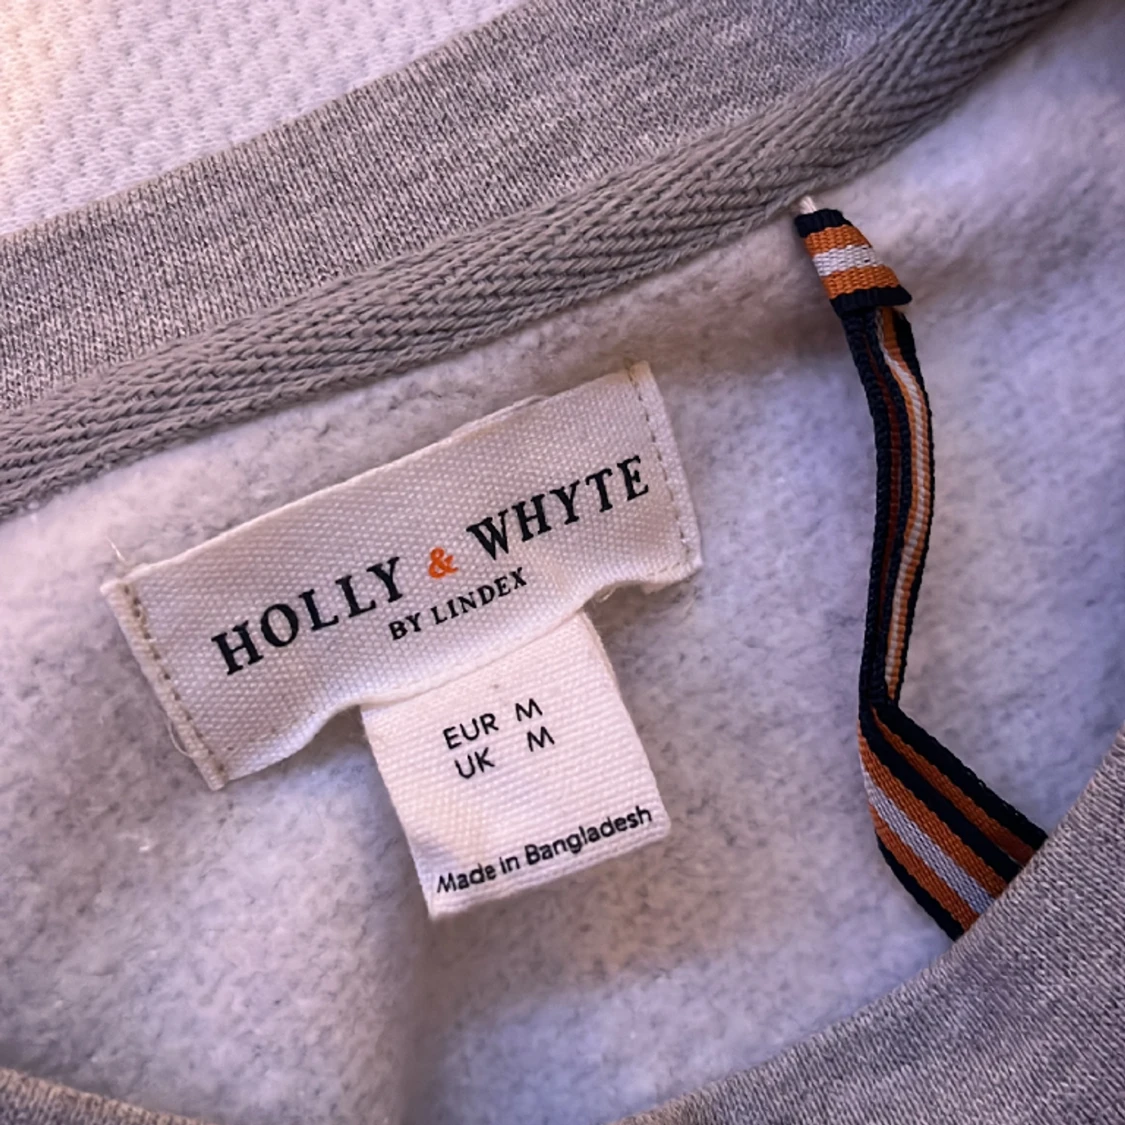 HOLLY & WHYTE
BY LINDEX
EUR M
UK M
Made in Bangladesh